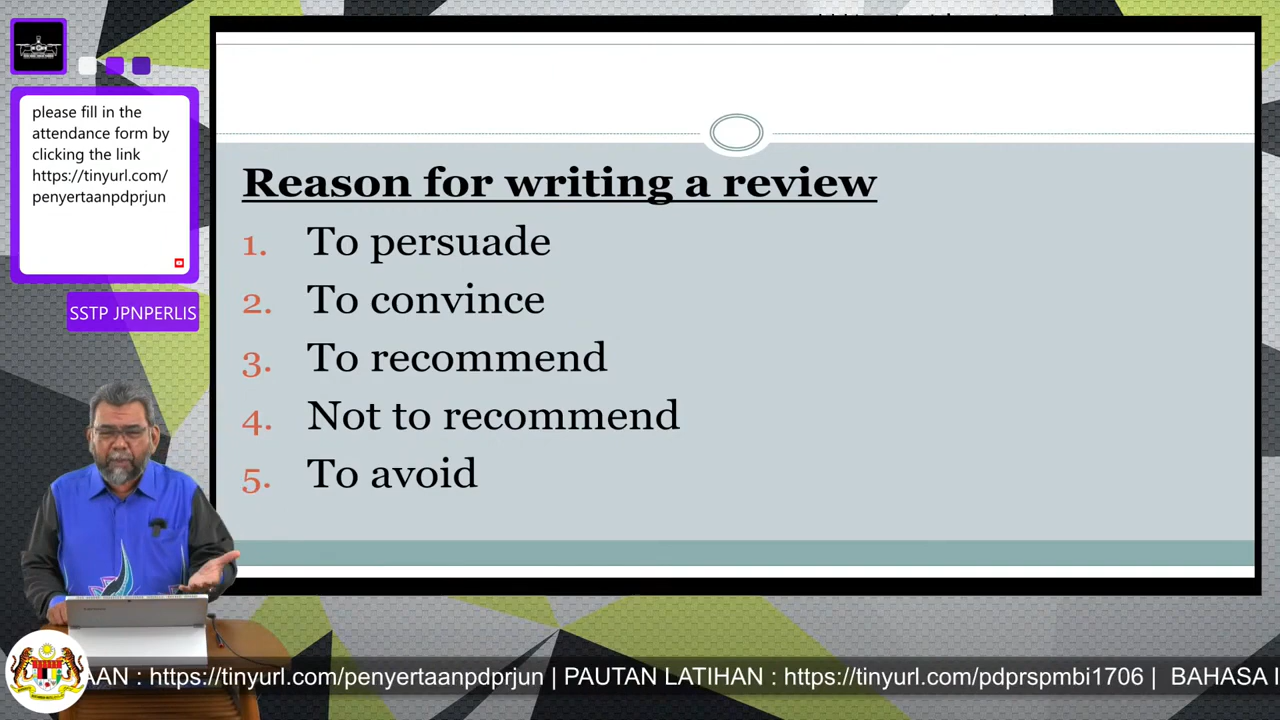 please fill in the
attendance form by
clicking the link
https://tinyurl.com/
penyertaanpdprjun
SSTP JPNPERLIS
Reason for writing a review
1. To persuade
2. To convince
3. To recommend
4. Not to recommend
5. To avoid
AAN : https://tinyurl.com/penyertaanpdprjun | PAUTAN LATIHAN : https://tinyurl.com/pdprspmbi1706 | BAHASA I